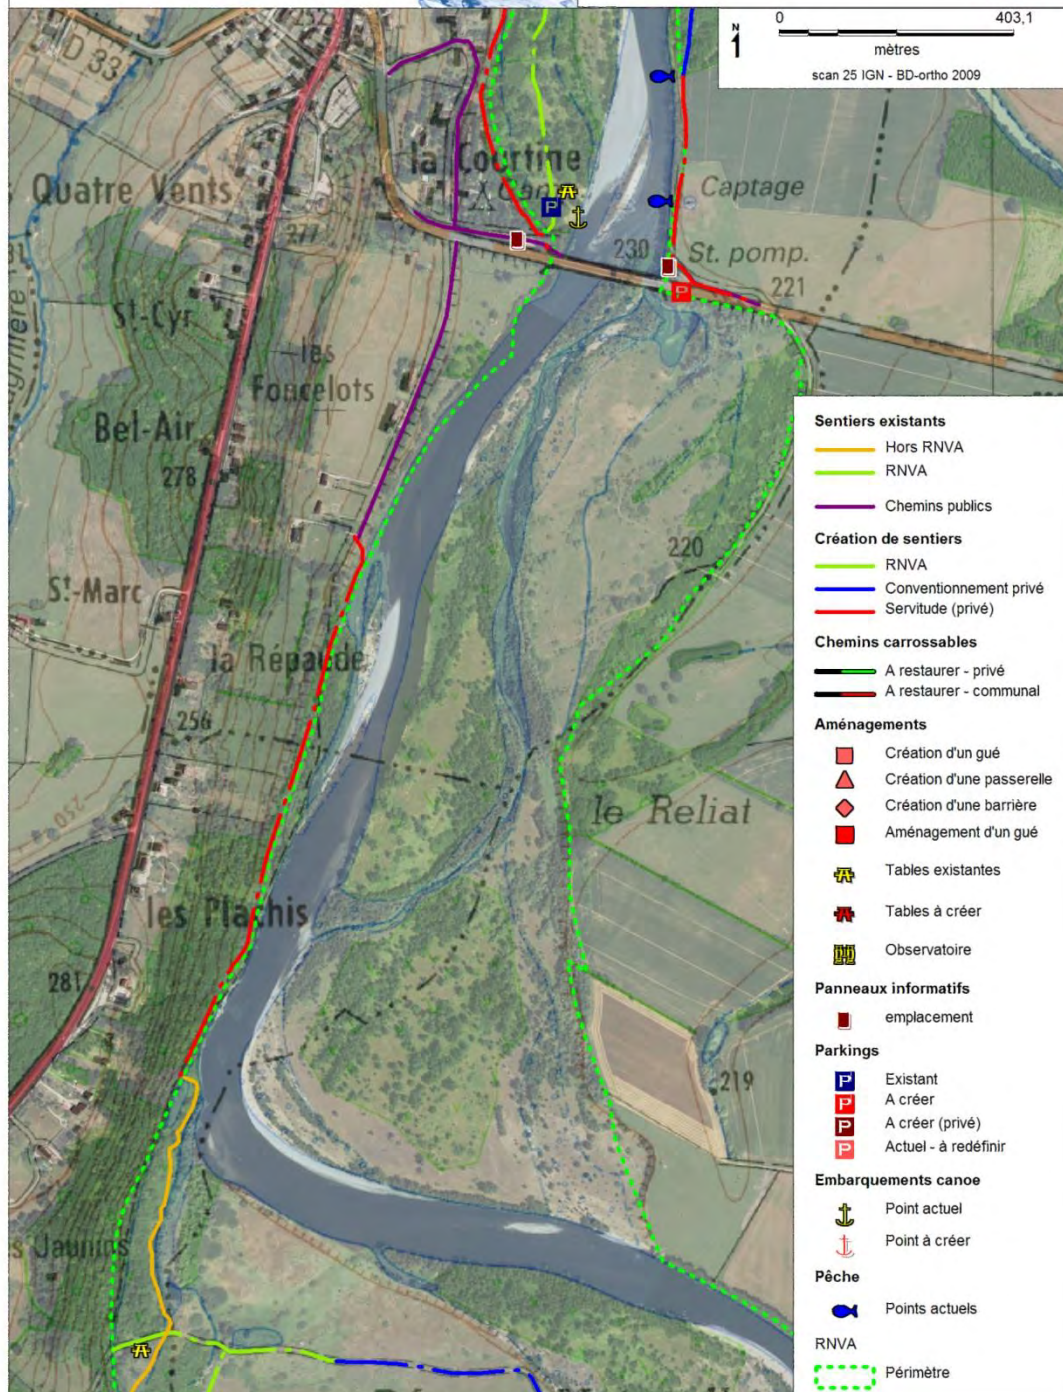 N
0 403,1
mètres
scan 25 IGN - BD-ortho 2009
D 33
la Courtine
Quatre Vents
Captage
P
230
St. pomp.
221
P
St-Cyr
les
Foucelots
Bel-Air
278
220
St-Marc
la Répaude
256
le Reliat
les Plachis
281
219
Jaunins
Sentiers existants
Hors RNVA
RNVA
Chemins publics
Création de sentiers
RNVA
Conventionnement privé
Servitude (privé)
Chemins carrossables
A restaurer - privé
A restaurer - communal
Aménagements
Création d'un gué
Création d'une passerelle
Création d'une barrière
Aménagement d'un gué
Tables existantes
Tables à créer
Observatoire
Panneaux informatifs
emplacement
Parkings
P Existant
P A créer
P A créer (privé)
P Actuel - à redéfinir
Embarquements canoe
Point actuel
Point à créer
Pêche
Points actuels
RNVA
Périmètre